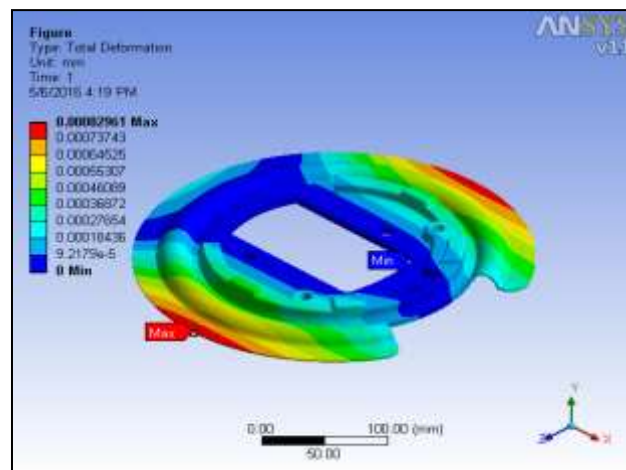 Figure
Type: Total Deformation
Unit: mm
Time: 1
5/6/2016 4:19 PM
0.00082961 Max
0.00073743
0.00064525
0.00055307
0.00046089
0.00036872
0.00027654
0.00018436
9.2179e-5
0 Min
ANSYS
v11
Min
Max
0.00
100.00 (mm)
50.00
Y
Z
X